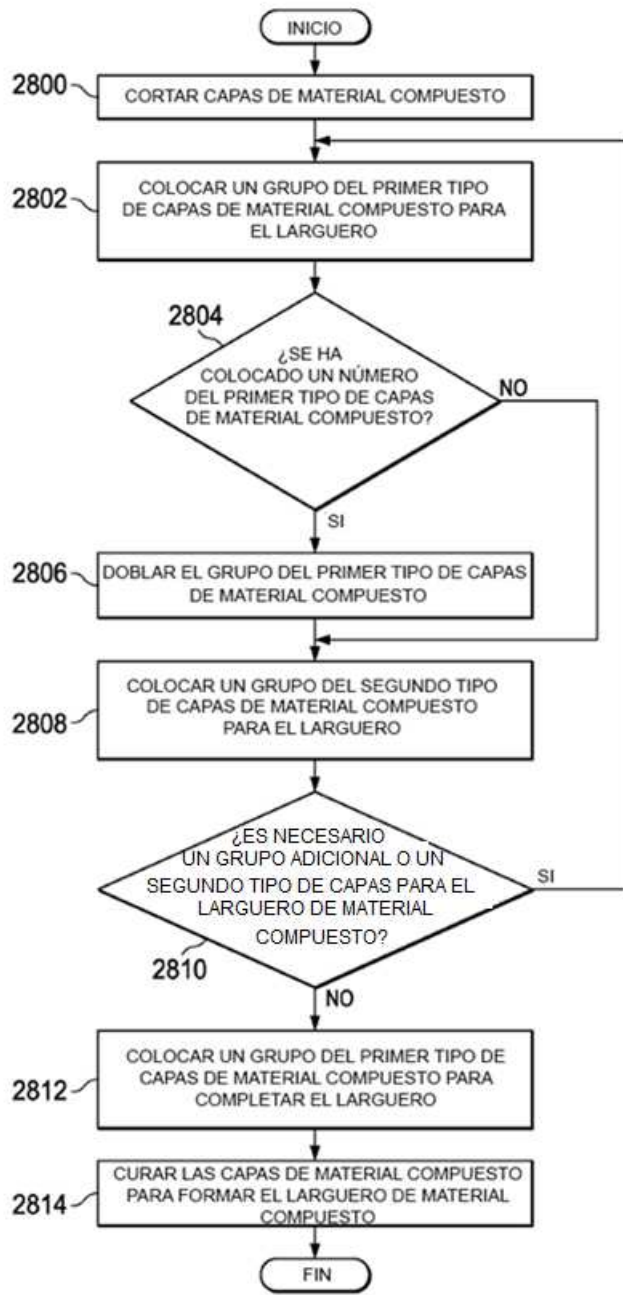 INICIO
2800
CORTAR CAPAS DE MATERIAL COMPUESTO
2802
COLOCAR UN GRUPO DEL PRIMER TIPO
DE CAPAS DE MATERIAL COMPUESTO PARA
EL LARGUERO
2804
¿SE HA
COLOCADO UN NÚMERO
DEL PRIMER TIPO DE CAPAS
DE MATERIAL COMPUESTO?
NO
SI
2806
DOBLAR EL GRUPO DEL PRIMER TIPO DE CAPAS
DE MATERIAL COMPUESTO
2808
COLOCAR UN GRUPO DEL SEGUNDO TIPO
DE CAPAS DE MATERIAL COMPUESTO
PARA EL LARGUERO
¿ES NECESARIO
UN GRUPO ADICIONAL O UN
SEGUNDO TIPO DE CAPAS PARA EL
LARGUERO DE MATERIAL
COMPUESTO?
SI
2810
NO
2812
COLOCAR UN GRUPO DEL PRIMER TIPO DE
CAPAS DE MATERIAL COMPUESTO PARA
COMPLETAR EL LARGUERO
2814
CURAR LAS CAPAS DE MATERIAL COMPUESTO
PARA FORMAR EL LARGUERO DE MATERIAL
COMPUESTO
FIN